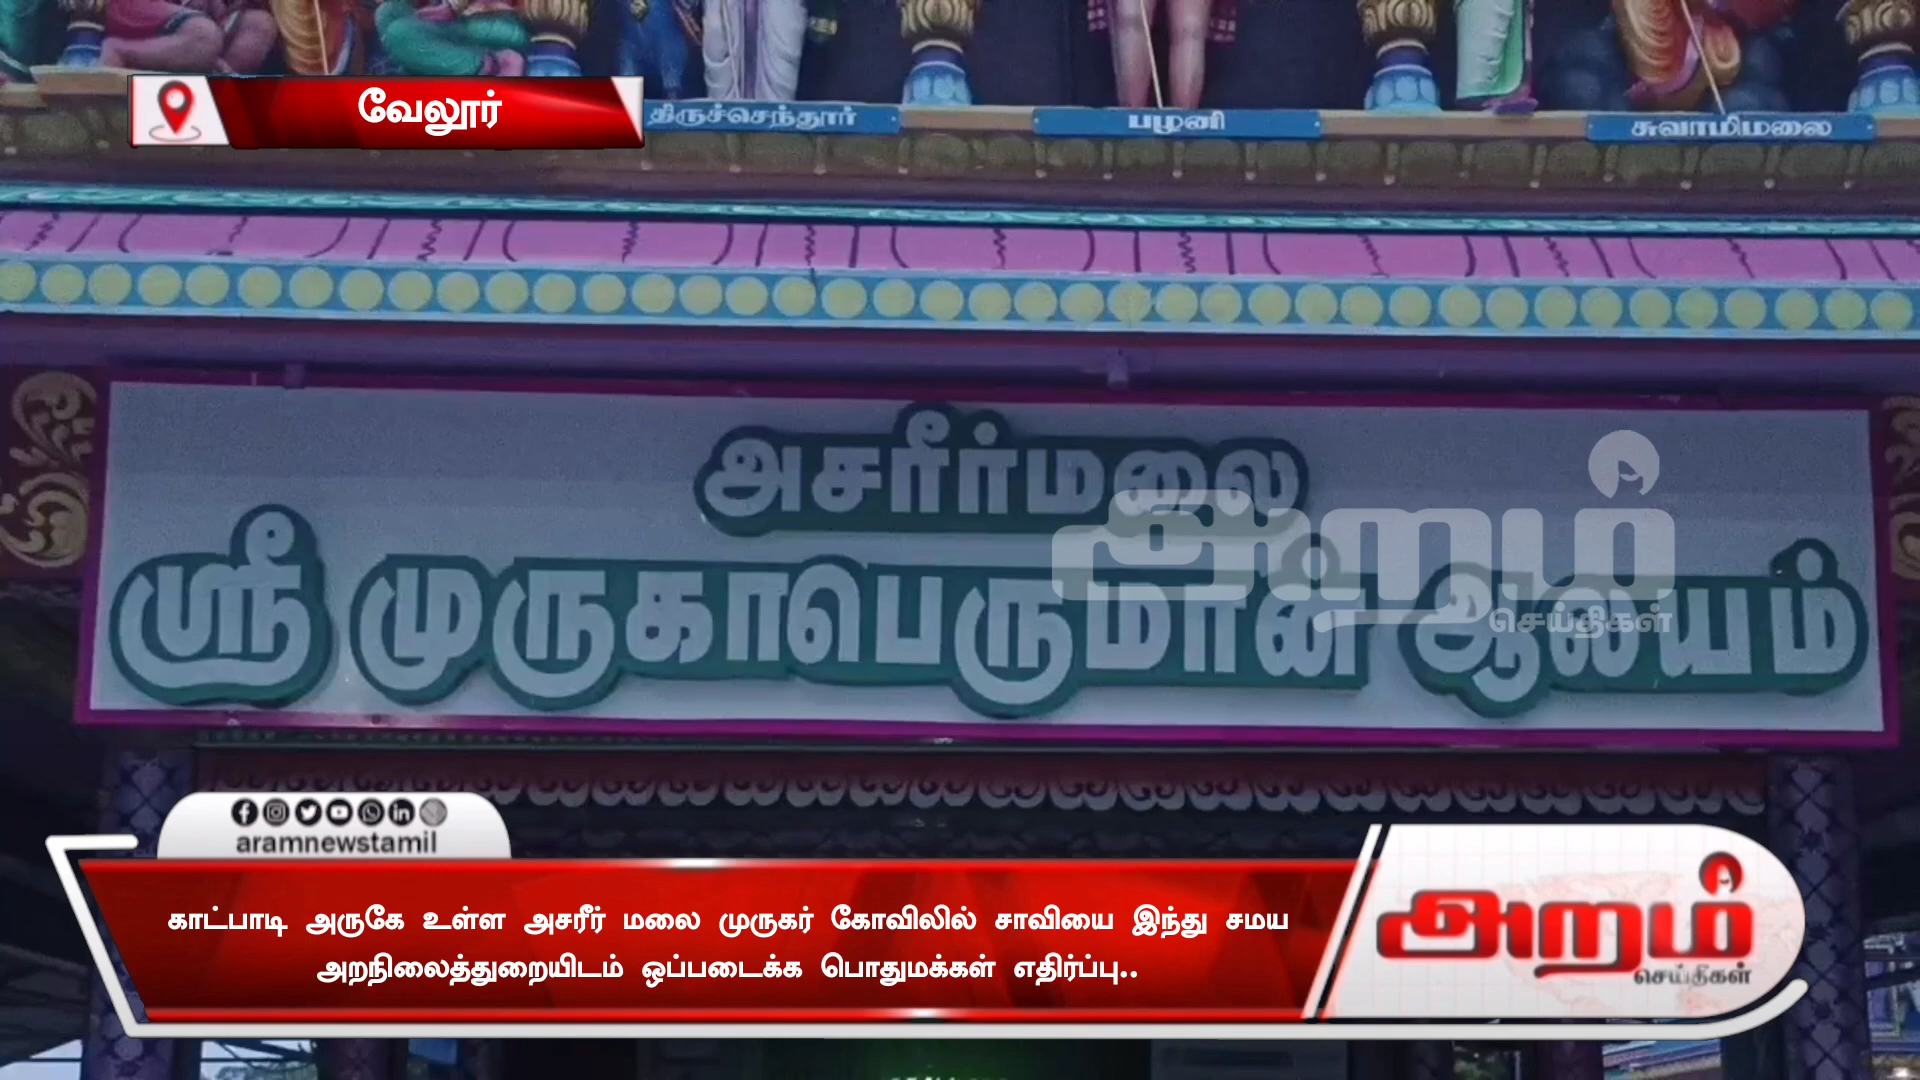 வேலூர்
திருச்செந்தூர்
பழனி
சுவாமிமலை
அசரீர்மலை
ஸ்ரீ முருகாபெருமான் ஆலயம்
அறம்
செய்திகள்
aramnewstamil
காட்பாடி அருகே உள்ள அசரீர் மலை முருகர் கோவிலில் சாவியை இந்து சமய
அறநிலைத்துறையிடம் ஒப்படைக்க பொதுமக்கள் எதிர்ப்பு..
அறம்
செய்திகள்